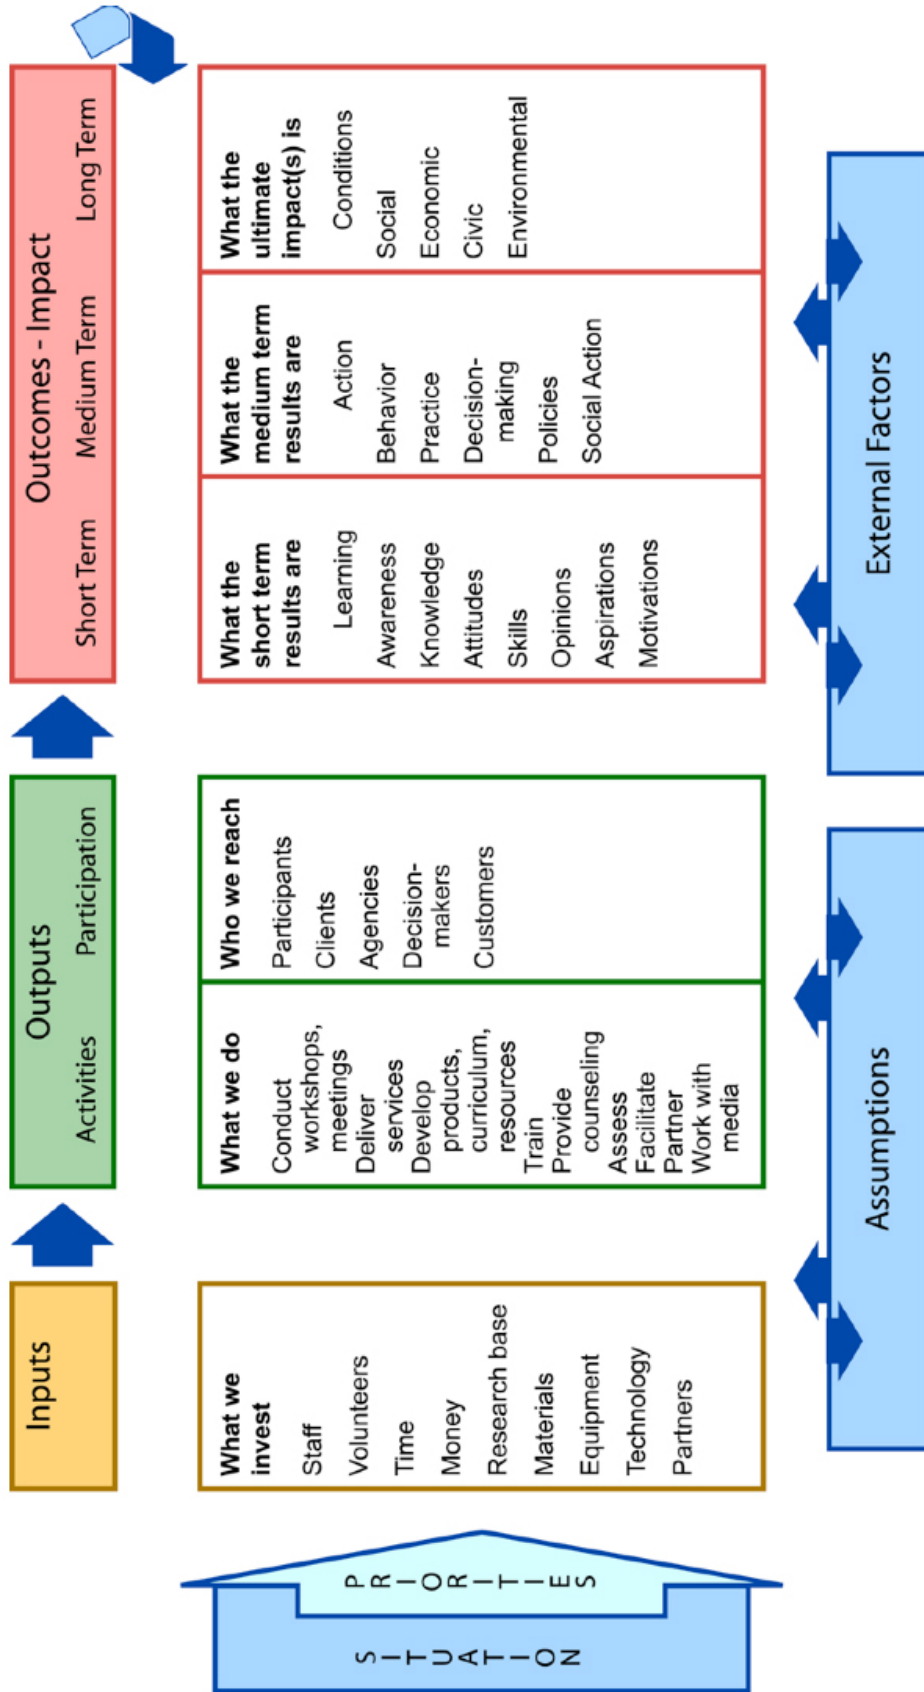 SITUATION
PRIORITIES
Inputs
What we
invest
Staff
Volunteers
Time
Money
Research base
Materials
Equipment
Technology
Partners
Outputs
Activities Participation
What we do
Conduct
workshops,
meetings
Deliver
services
Develop
products,
curriculum,
resources
Train
Provide
counseling
Assess
Facilitate
Partner
Work with
media
Who we reach
Participants
Clients
Agencies
Decision-
makers
Customers
Outcomes - Impact
Short Term Medium Term Long Term
What the
short term
results are
Learning
Awareness
Knowledge
Attitudes
Skills
Opinions
Aspirations
Motivations
What the
medium term
results are
Action
Behavior
Practice
Decision-
making
Policies
Social Action
What the
ultimate
impact(s) is
Conditions
Social
Economic
Civic
Environmental
Assumptions
External Factors